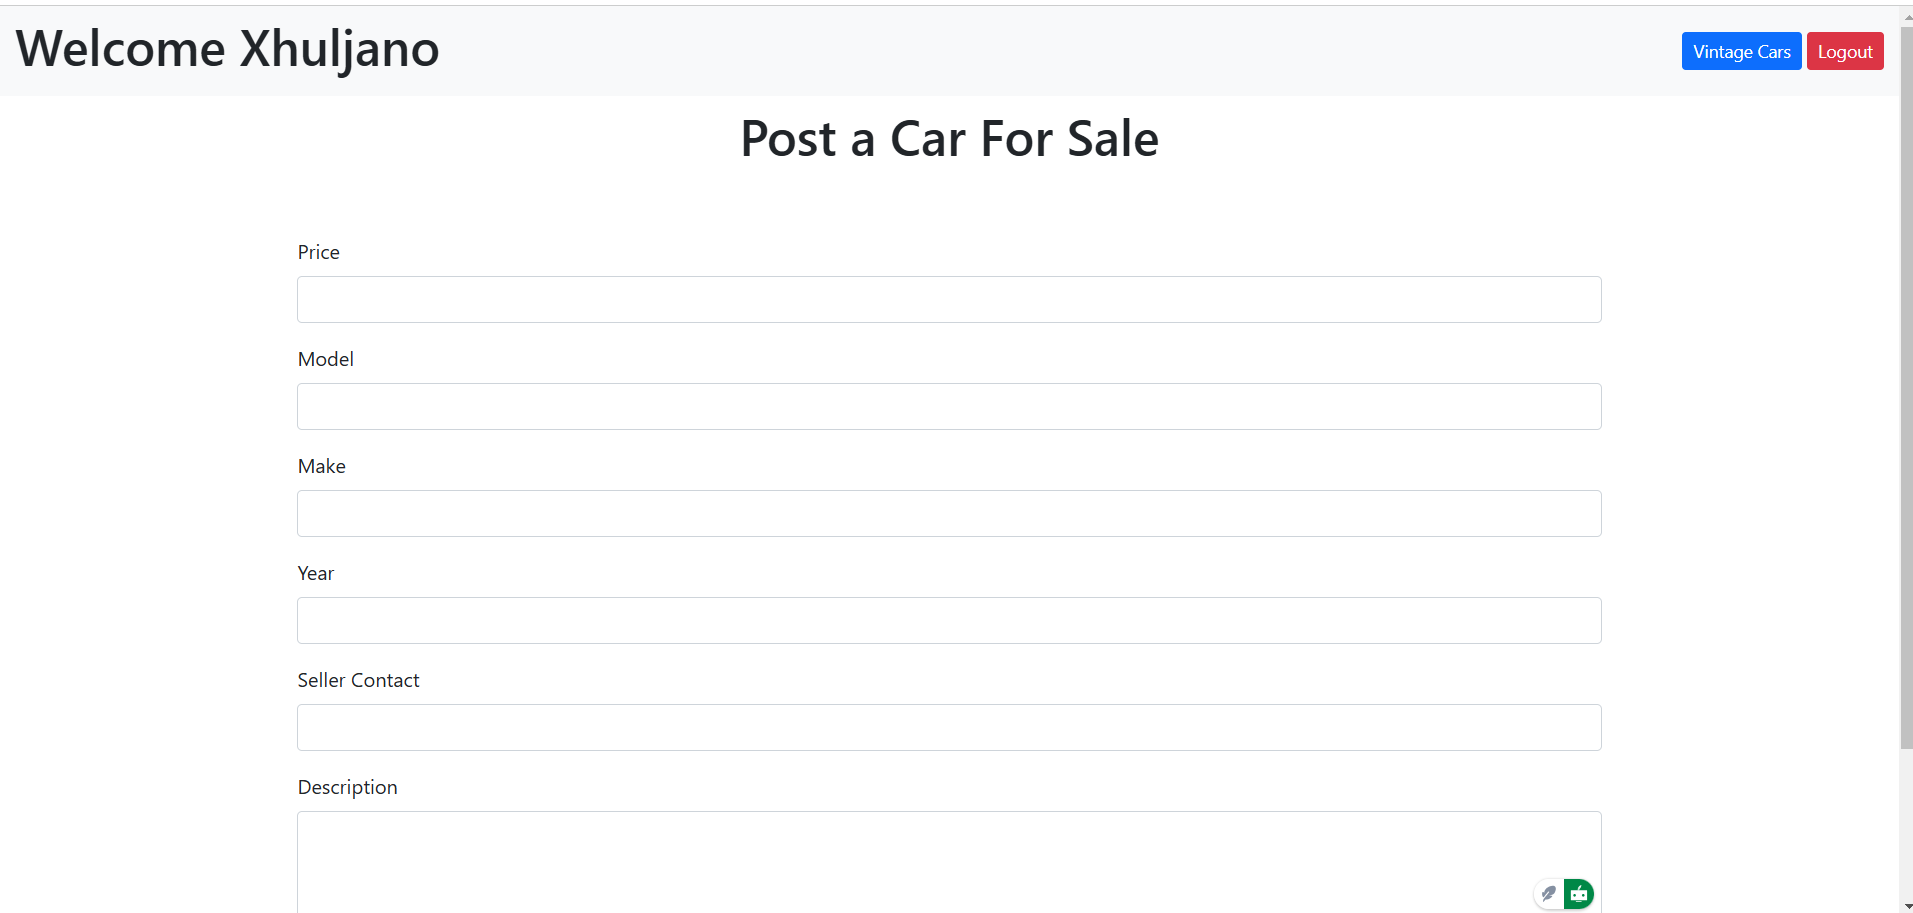 Welcome Xhuljano
Vintage Cars
Logout
Post a Car For Sale
Price
Model
Make
Year
Seller Contact
Description